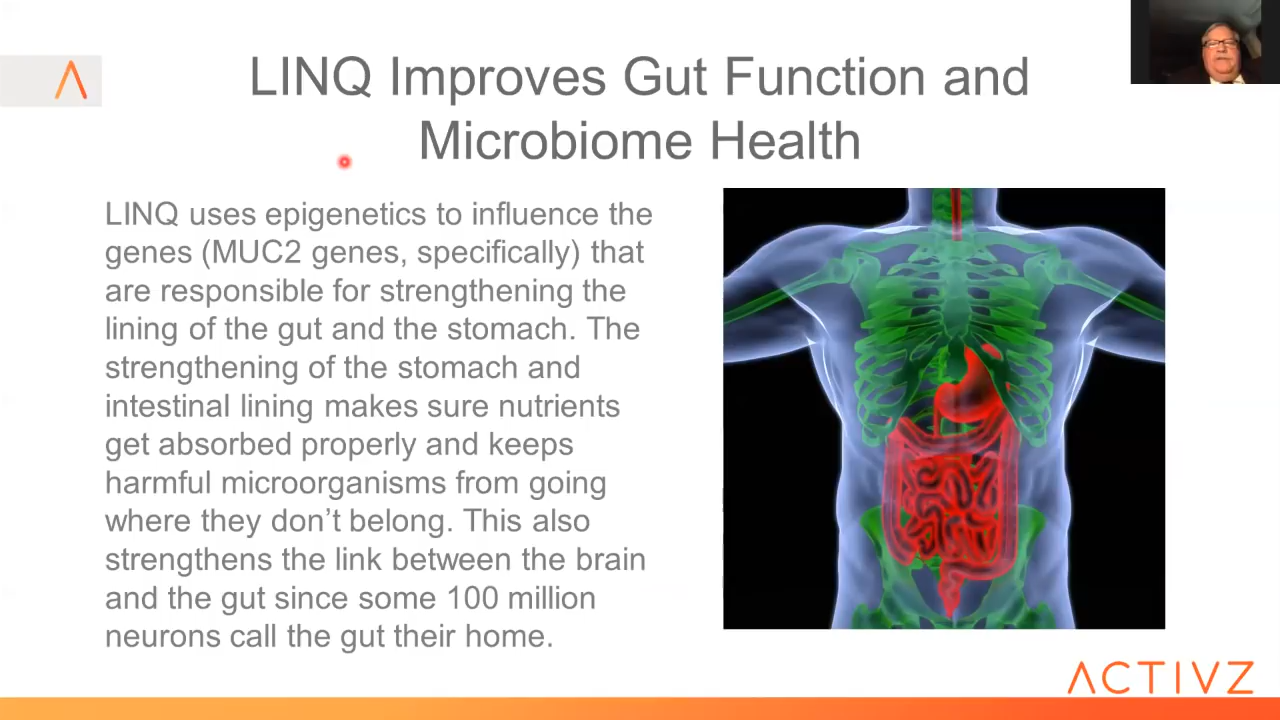 LINQ Improves Gut Function and
Microbiome Health
LINQ uses epigenetics to influence the
genes (MUC2 genes, specifically) that
are responsible for strengthening the
lining of the gut and the stomach. The
strengthening of the stomach and
intestinal lining makes sure nutrients
get absorbed properly and keeps
harmful microorganisms from going
where they don’t belong. This also
strengthens the link between the brain
and the gut since some 100 million
neurons call the gut their home.
ACTIVZ